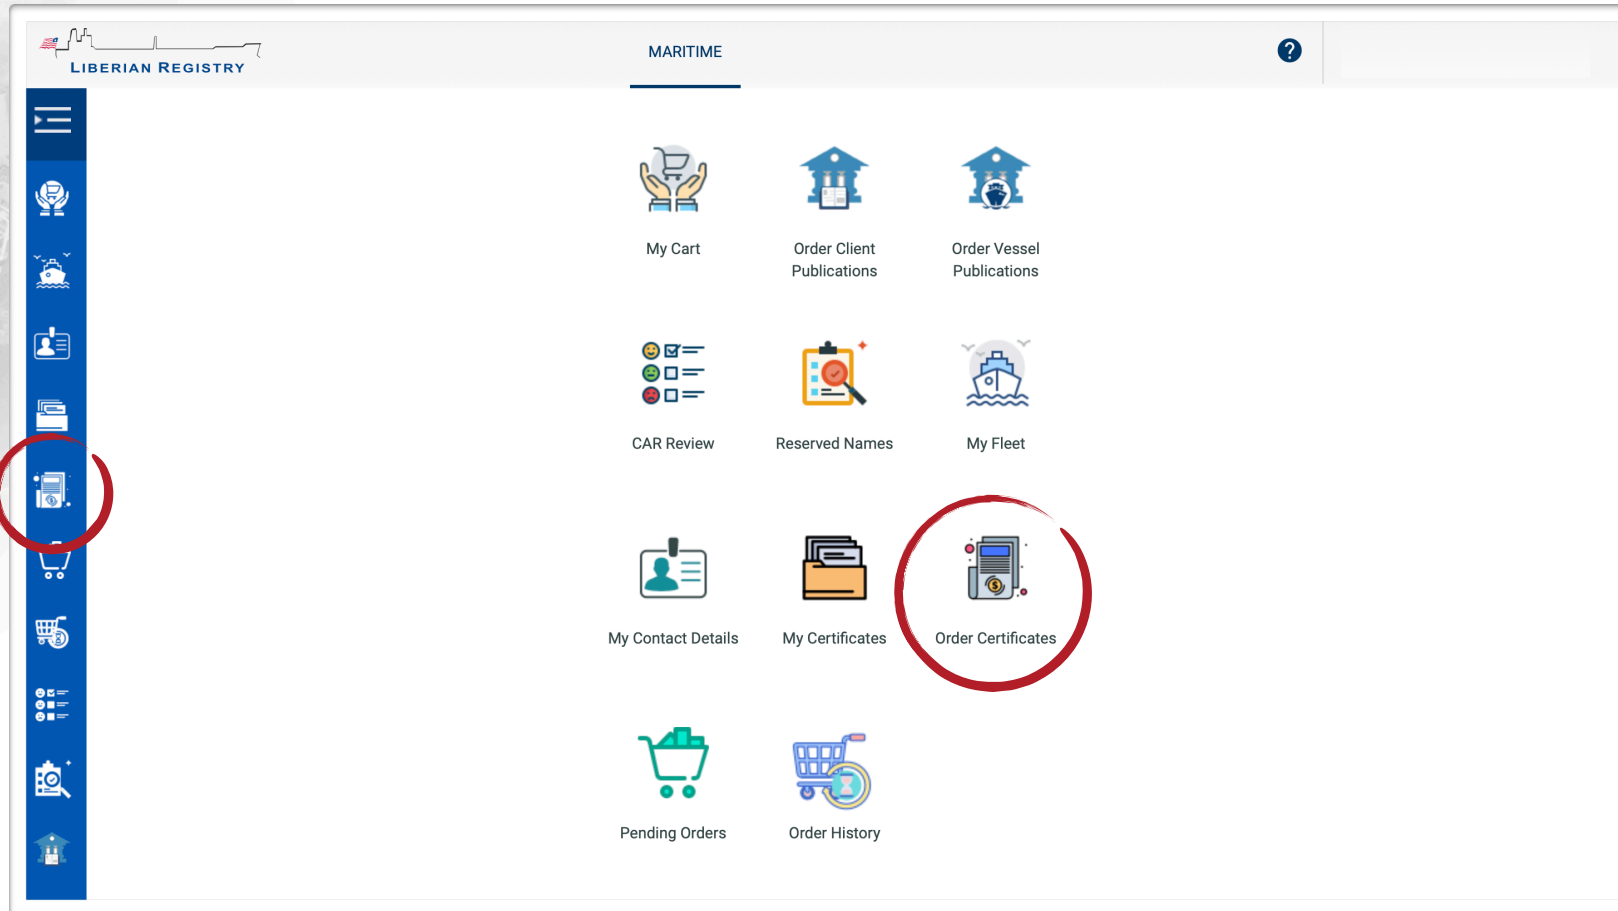 LIBERIAN REGISTRY
MARITIME
?
My Cart
Order Client
Publications
Order Vessel
Publications
CAR Review
Reserved Names
My Fleet
My Contact Details
My Certificates
Order Certificates
Pending Orders
Order History